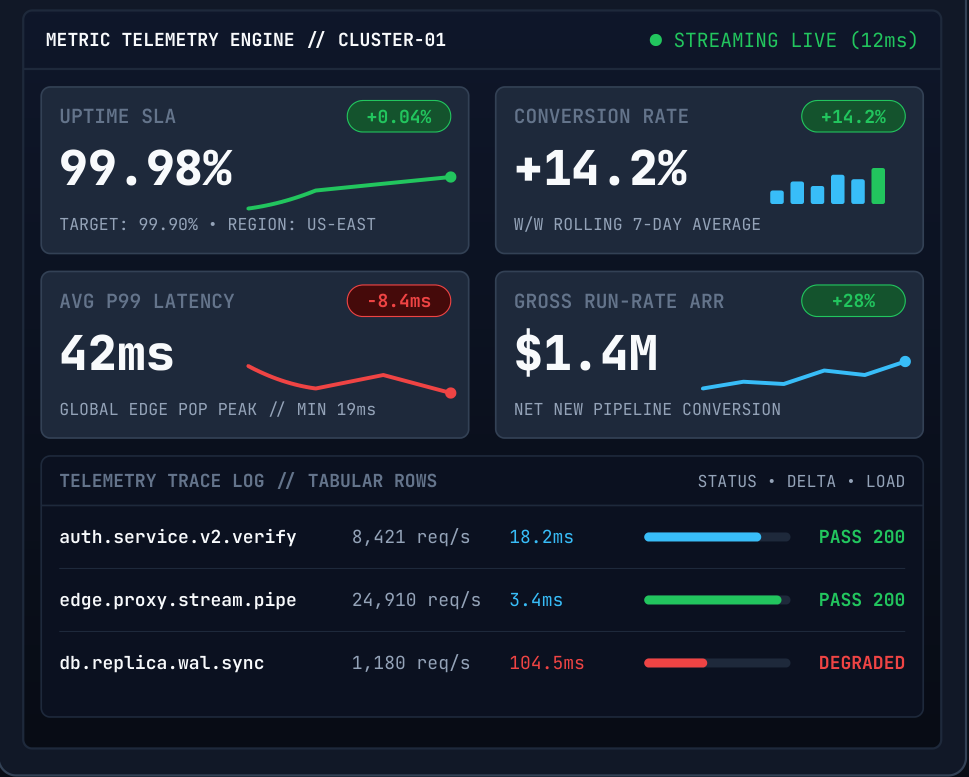 METRIC TELEMETRY ENGINE // CLUSTER-01
STREAMING LIVE (12ms)
UPTIME SLA
+0.04%
99.98%
TARGET: 99.90% • REGION: US-EAST
CONVERSION RATE
+14.2%
+14.2%
W/W ROLLING 7-DAY AVERAGE
AVG P99 LATENCY
-8.4ms
42ms
GLOBAL EDGE POP PEAK // MIN 19ms
GROSS RUN-RATE ARR
+28%
$1.4M
NET NEW PIPELINE CONVERSION
TELEMETRY TRACE LOG // TABULAR ROWS
STATUS • DELTA • LOAD
auth.service.v2.verify 8,421 req/s 18.2ms PASS 200
edge.proxy.stream.pipe 24,910 req/s 3.4ms PASS 200
db.replica.wal.sync 1,180 req/s 104.5ms DEGRADED